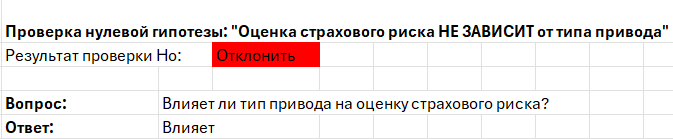 Проверка нулевой гипотезы: "Оценка страхового риска НЕ ЗАВИСИТ от типа привода"
Результат проверки Но: Отклонить
Вопрос: Влияет ли тип привода на оценку страхового риска?
Ответ: Влияет